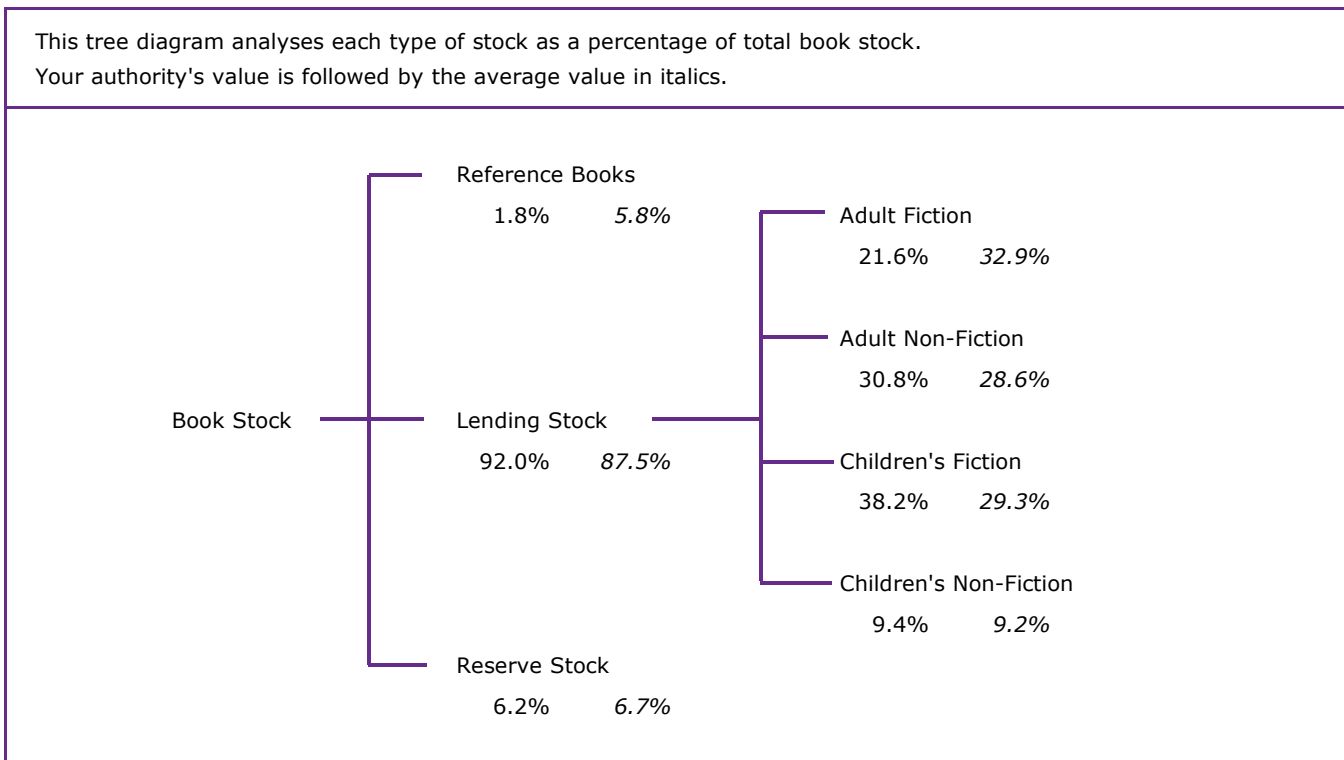 This tree diagram analyses each type of stock as a percentage of total book stock.
Your authority's value is followed by the average value in italics.
Reference Books
1.8% 5.8%
Adult Fiction
21.6% 32.9%
Adult Non-Fiction
30.8% 28.6%
Book Stock
Lending Stock
92.0% 87.5%
Children's Fiction
38.2% 29.3%
Children's Non-Fiction
9.4% 9.2%
Reserve Stock
6.2% 6.7%